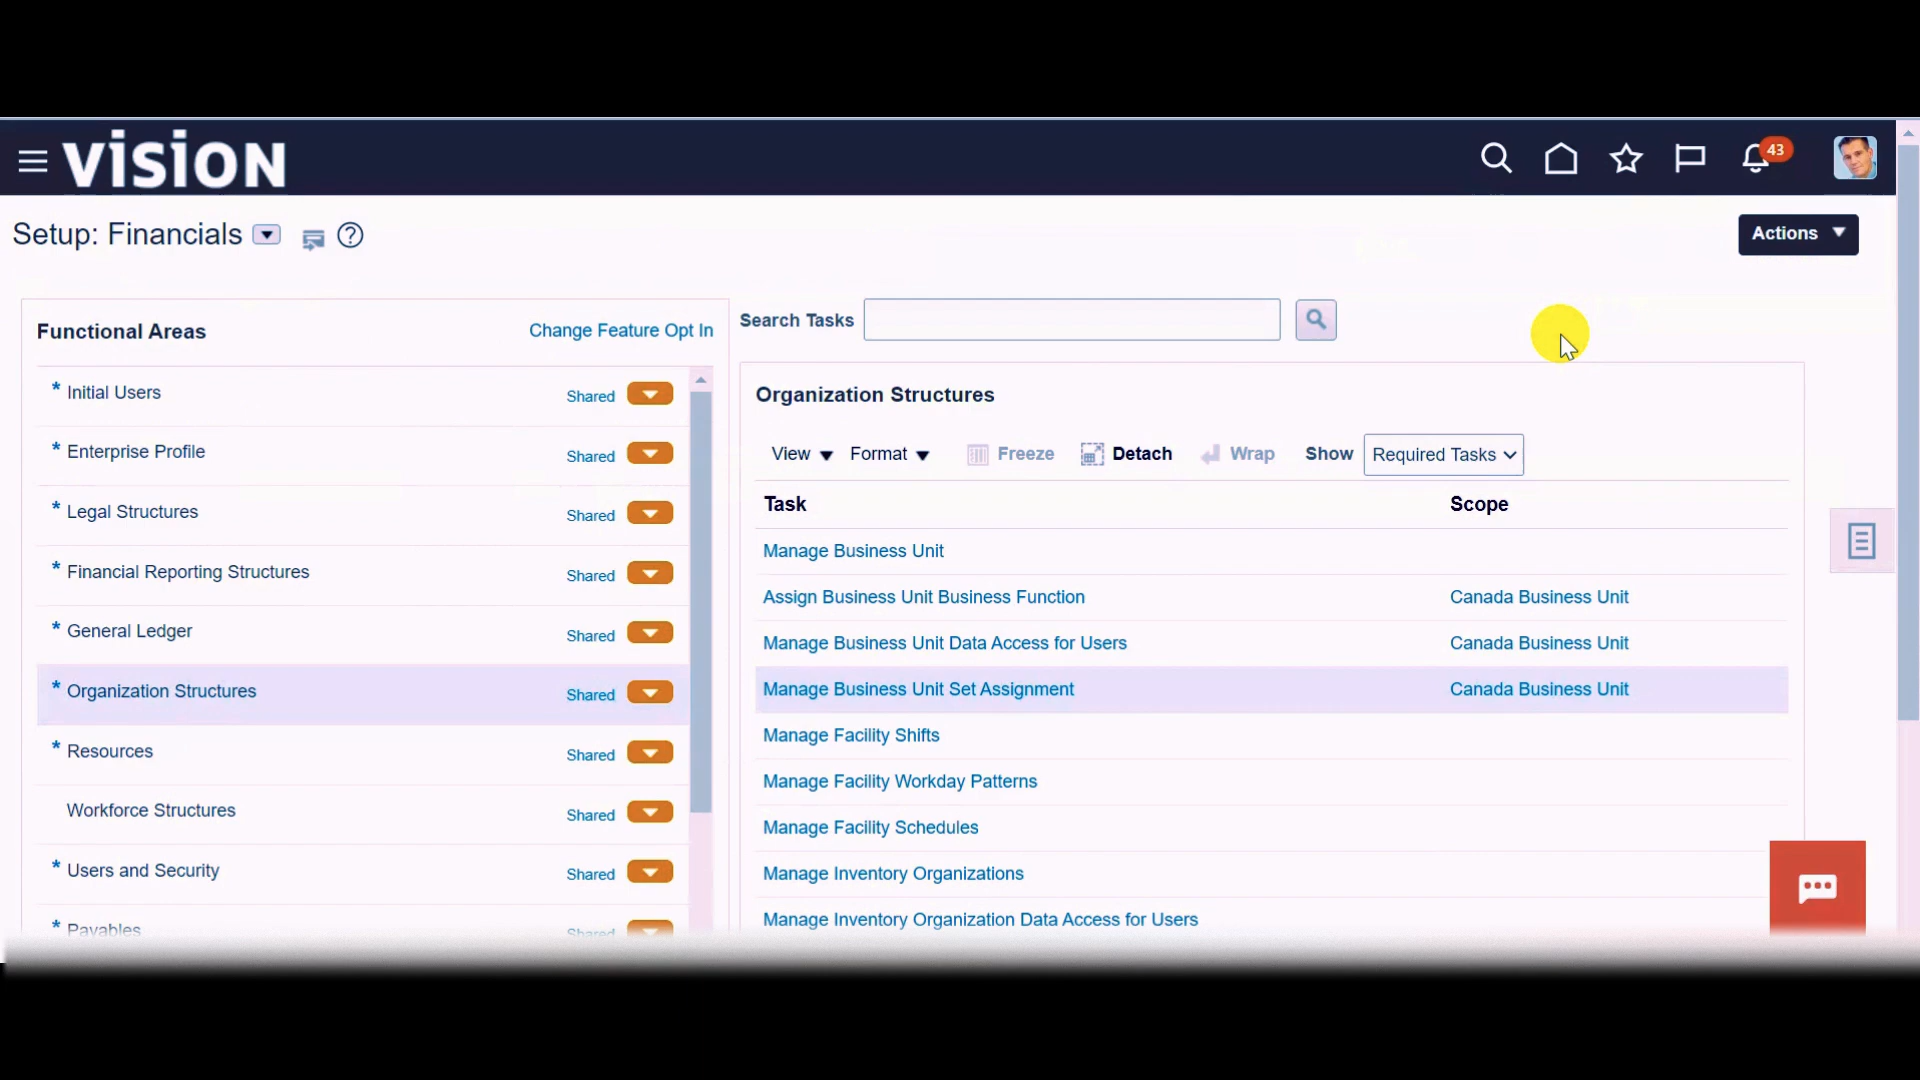 vision
43
Setup: Financials
Actions
Functional Areas
Change Feature Opt In
Search Tasks
* Initial Users Shared
* Enterprise Profile Shared
* Legal Structures Shared
* Financial Reporting Structures Shared
* General Ledger Shared
* Organization Structures Shared
* Resources Shared
Workforce Structures Shared
* Users and Security Shared
* Payables Shared
Organization Structures
View Format Freeze Detach Wrap Show Required Tasks
Task Scope
Manage Business Unit
Assign Business Unit Business Function Canada Business Unit
Manage Business Unit Data Access for Users Canada Business Unit
Manage Business Unit Set Assignment Canada Business Unit
Manage Facility Shifts
Manage Facility Workday Patterns
Manage Facility Schedules
Manage Inventory Organizations
Manage Inventory Organization Data Access for Users